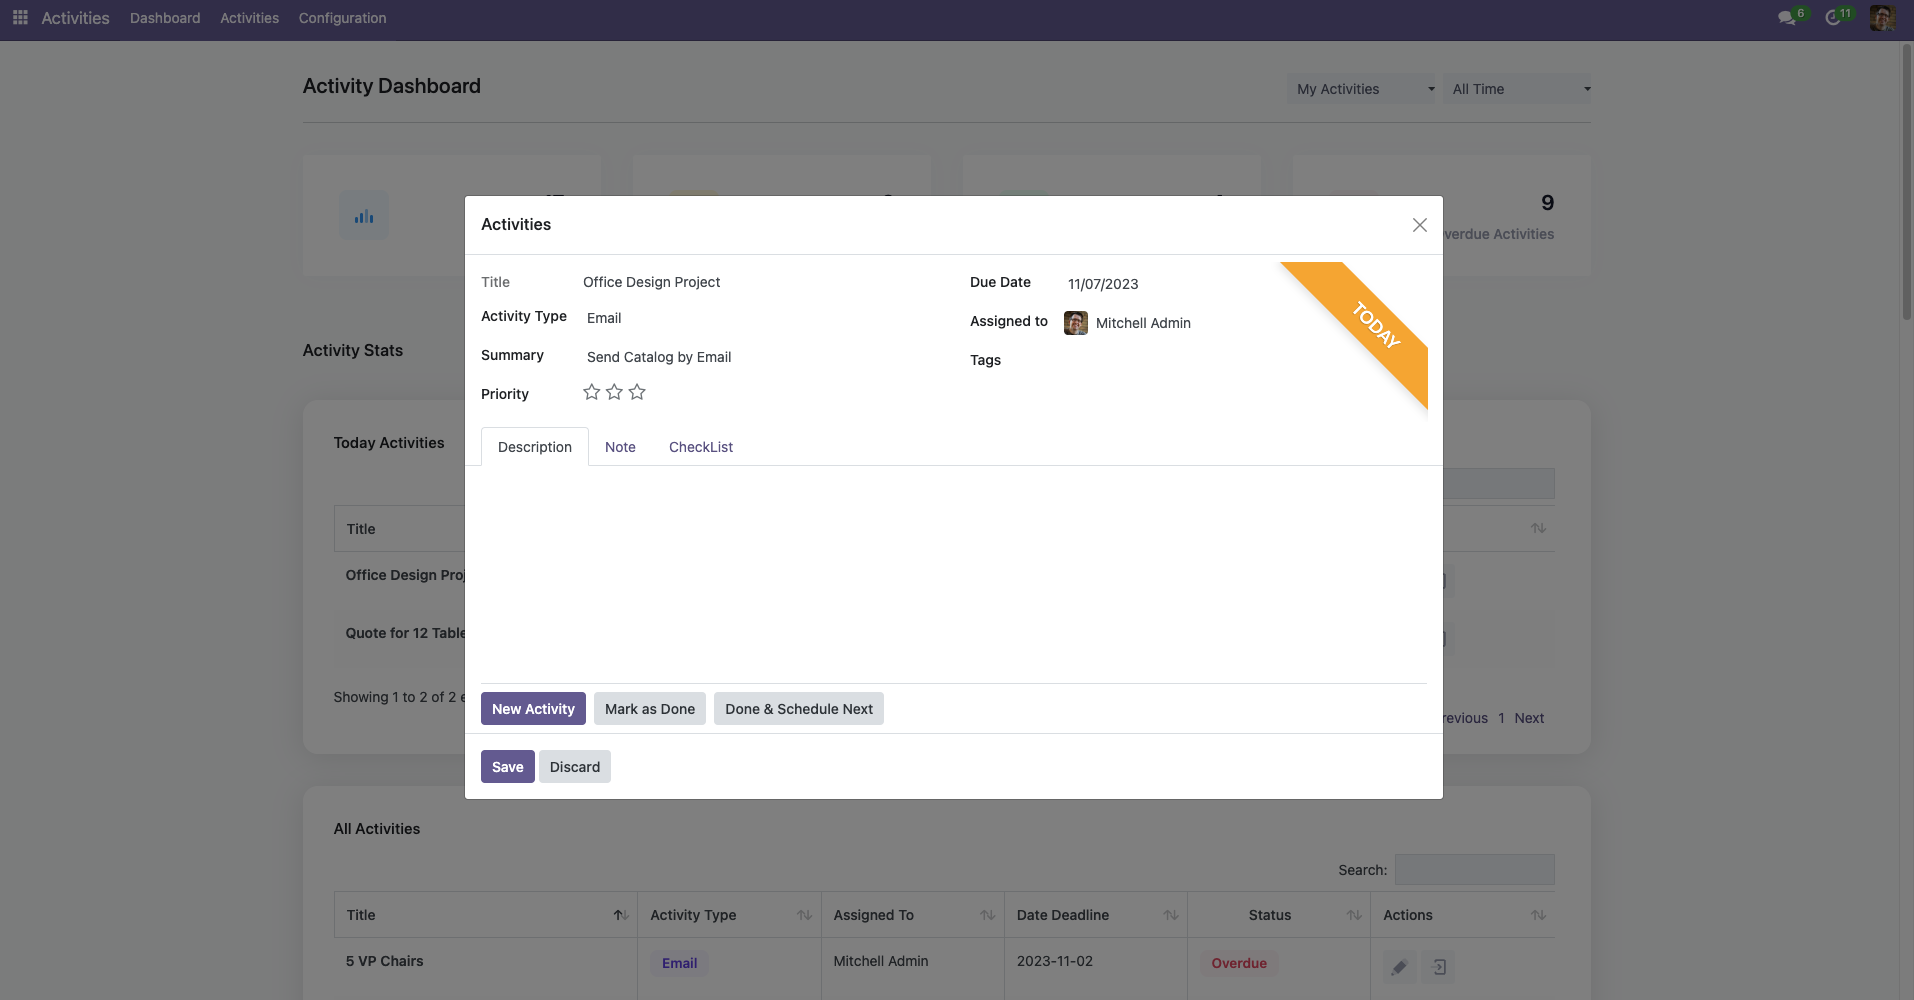 Activities Dashboard Activities Configuration 6 11
Activity Dashboard My Activities All Time
9
verdue Activities
Activities
Title Office Design Project Due Date 11/07/2023
Activity Type Email Assigned to Mitchell Admin
Summary Send Catalog by Email Tags
Priority
TODAY
Description Note CheckList
New Activity Mark as Done Done & Schedule Next
Save Discard
Activity Stats
Today Activities
Title
Office Design Proj
Quote for 12 Table
Showing 1 to 2 of 2 e
revious 1 Next
All Activities
Search:
Title Activity Type Assigned To Date Deadline Status Actions
5 VP Chairs Email Mitchell Admin 2023-11-02 Overdue